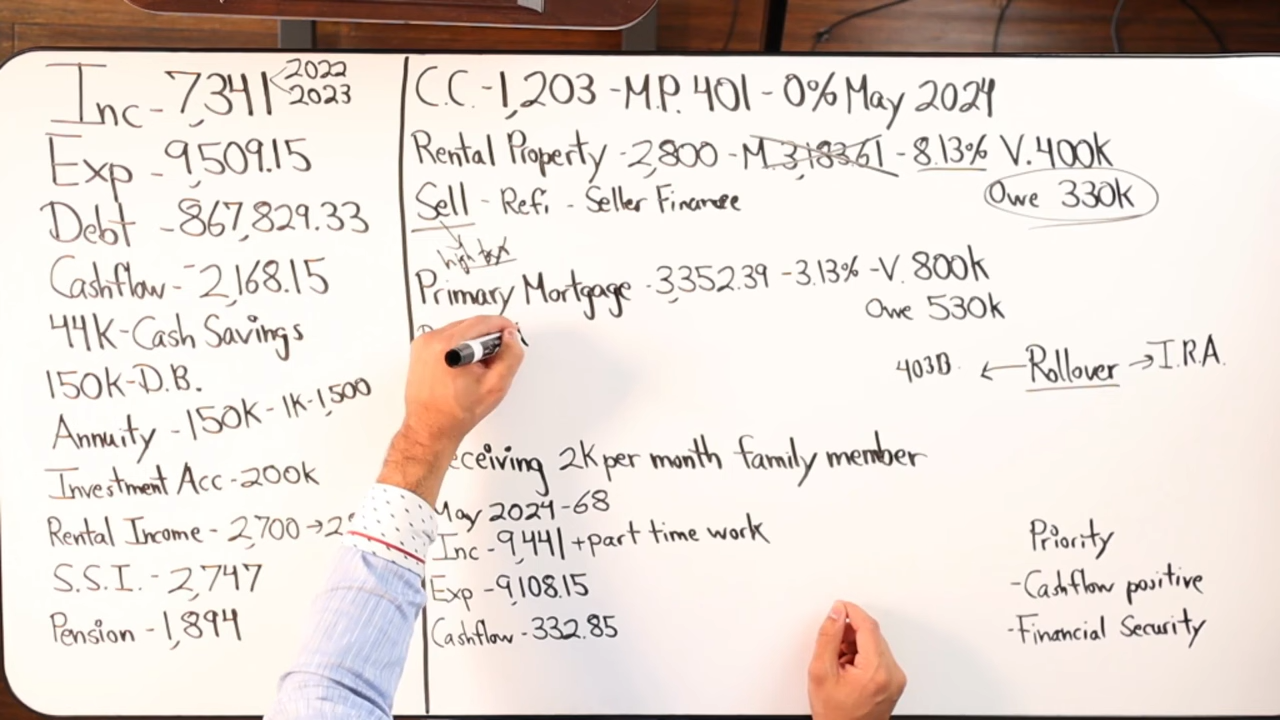 Inc - 7,341 2022
2023
Exp - 9,509.15
Debt - 867,829.33
Cashflow - -2,168.15
44K - Cash Savings
150K - D.B.
Annuity - 150K - 1K - 1,500
Investment Acc - 200k
Rental Income - 2,700 →
S.S.I. - 2,747
Pension - 1,894
C.C. - 1,203 - M.P. 401 - 0% May 2024
Rental Property - 2,800 - M. 3,183.61 - 8.13% V. 400k
Owe 330k
Sell - Refi - Seller Finance
high tax
Primary Mortgage - 3,352.39 - 3.13% - V. 800k
Owe 530k
403B ← Rollover → I.R.A.
eceiving 2K per month family member
May 2024 - 68
Inc - 9,441 + part time work
Exp - 9,108.15
Cashflow - 332.85
Priority
- Cashflow positive
- Financial Security